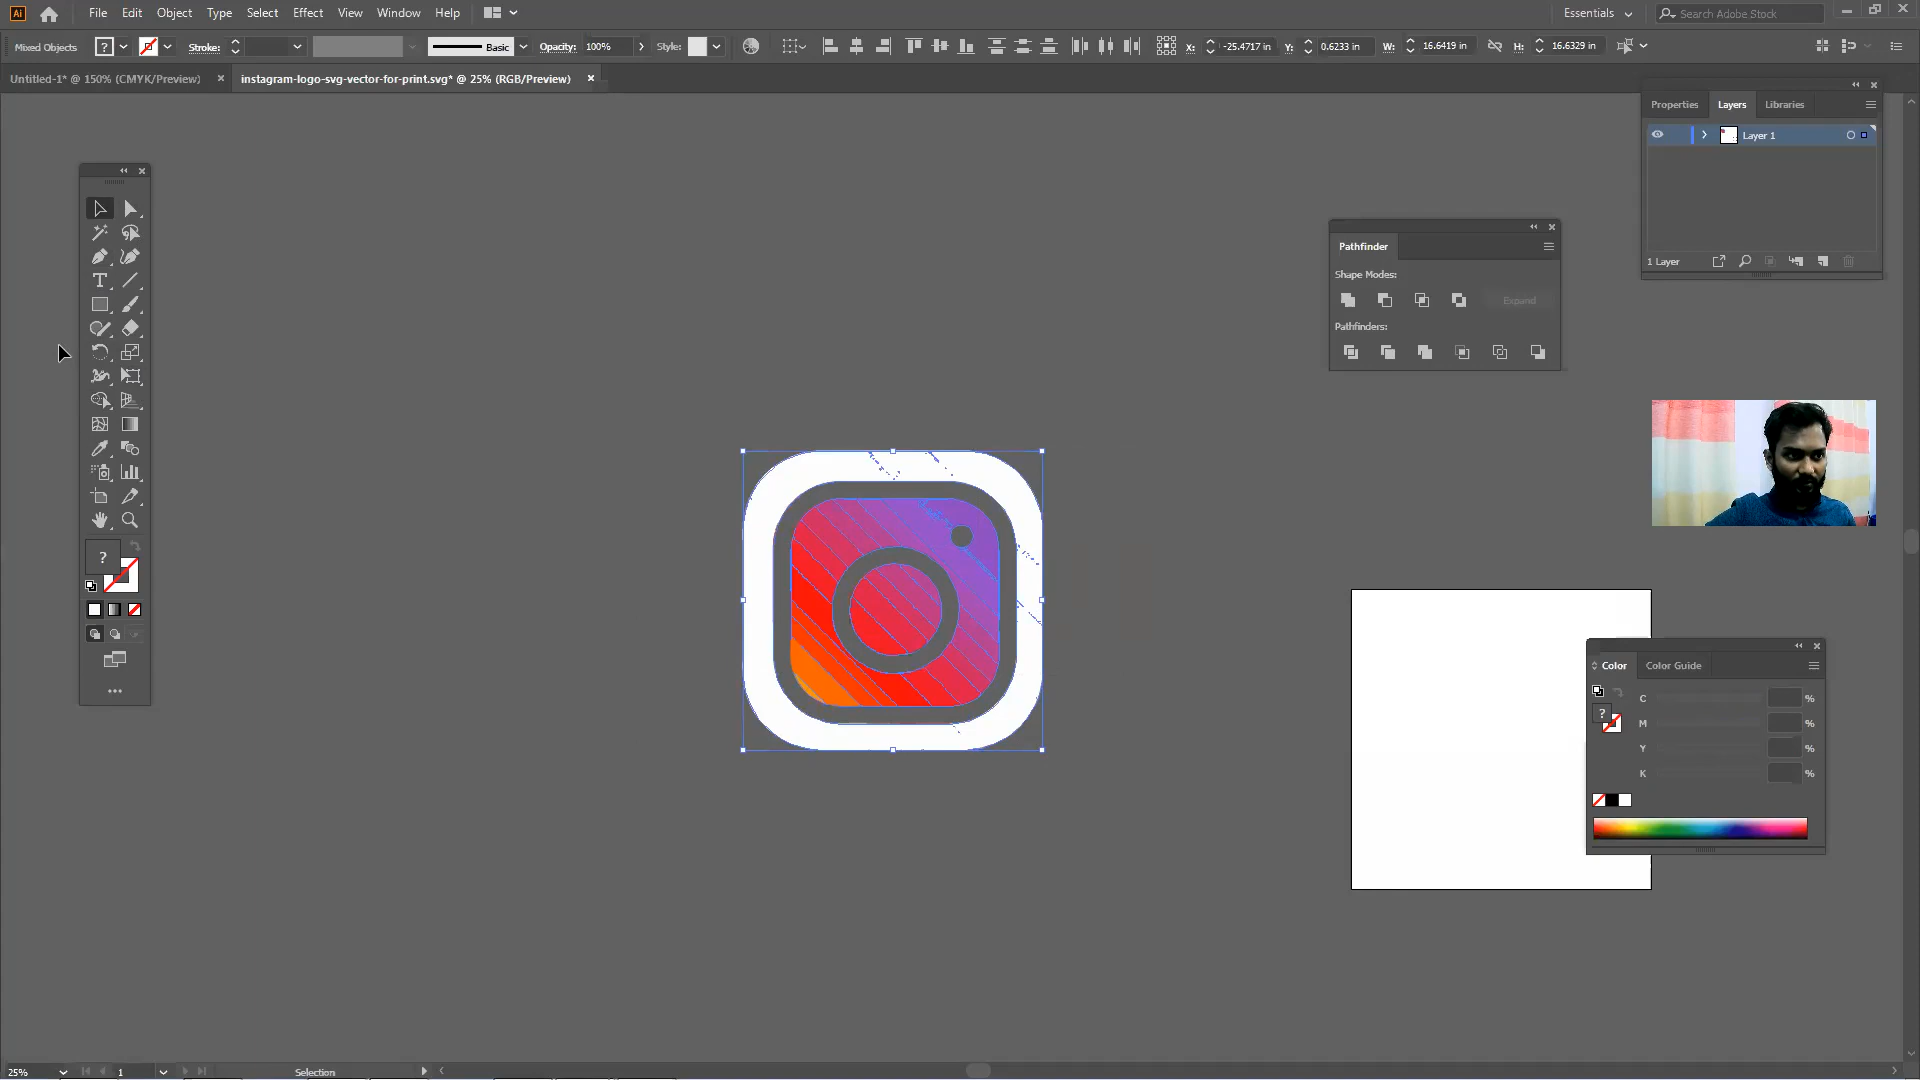 Ai File Edit Object Type Select Effect View Window Help Essentials Search Adobe Stock
Mixed Objects ? Stroke: Basic Opacity: 100% Style: X: -25.4717 in Y: 0.6233 in W: 16.6419 in H: 16.6329 in
Untitled-1* @ 150% (CMYK/Preview) × instagram-logo-svg-vector-for-print.svg* @ 25% (RGB/Preview) ×
Properties Layers Libraries
Layer 1
1 Layer
Pathfinder
Shape Modes:
Expand
Pathfinders:
T
?
Color Color Guide
C %
? M %
Y %
K %
25% 1 Selection